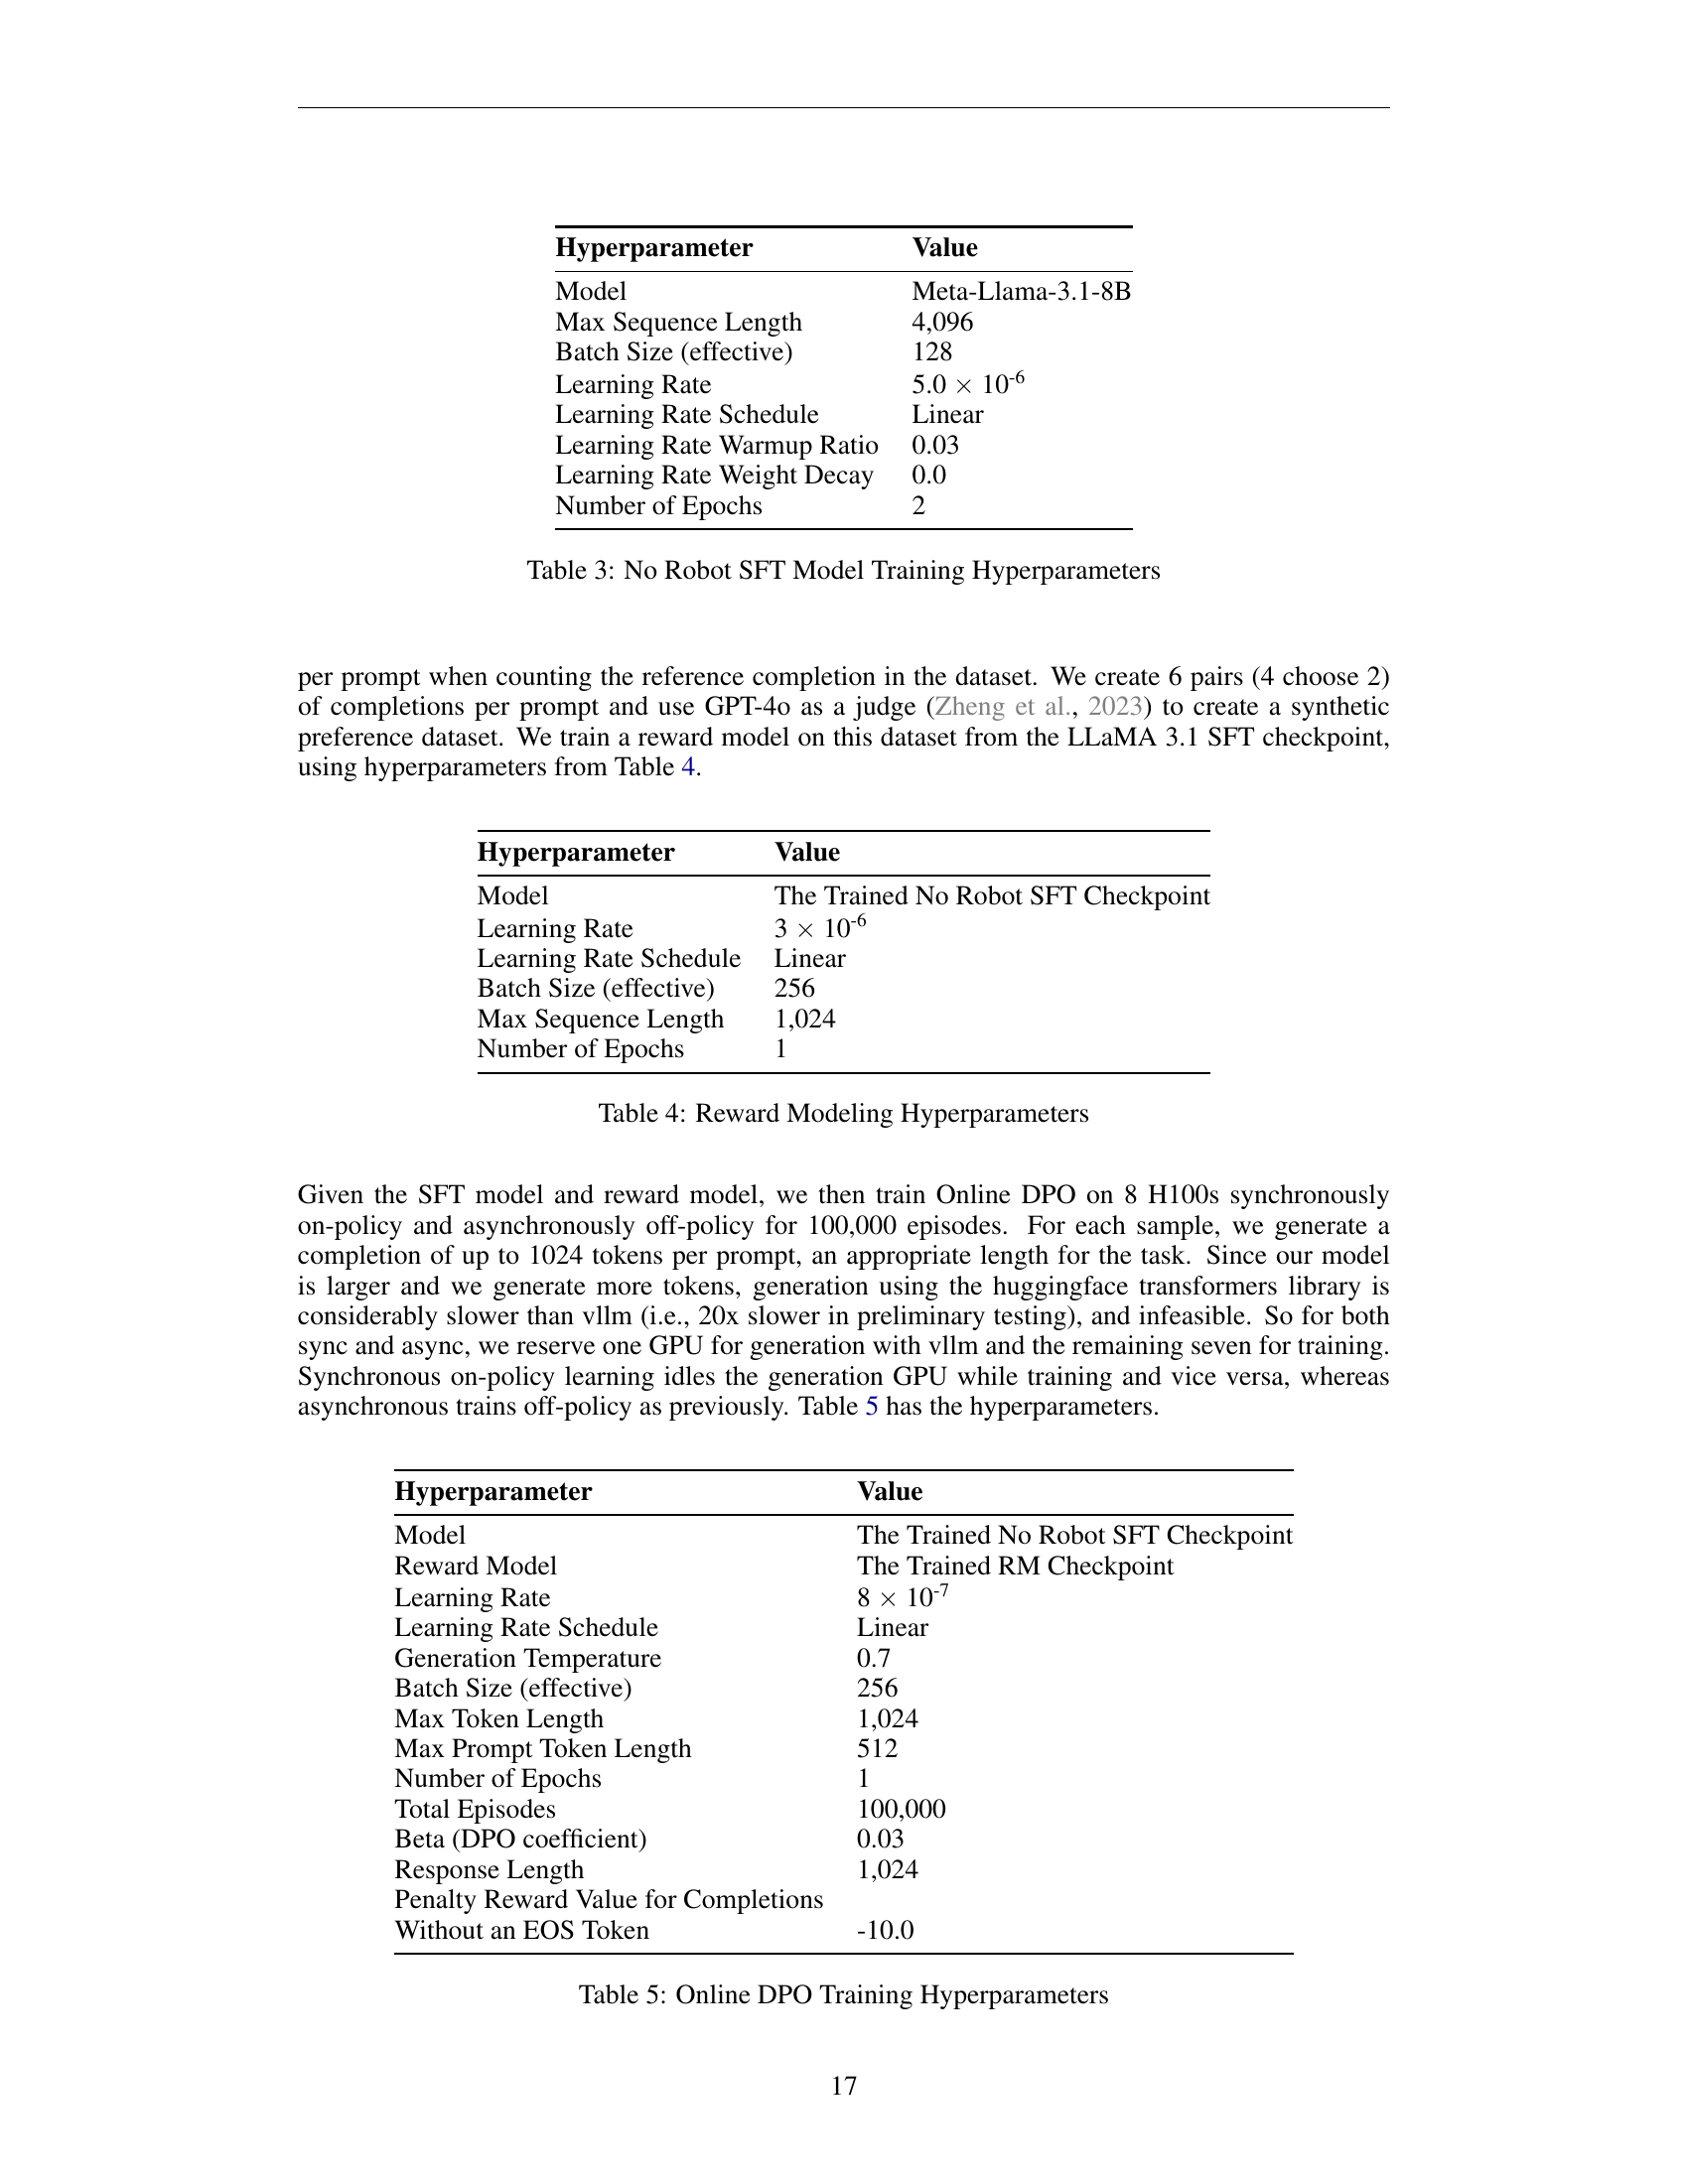 Hyperparameter Value
Model Meta-Llama-3.1-8B
Max Sequence Length 4,096
Batch Size (effective) 128
Learning Rate 5.0 × 10⁻⁶
Learning Rate Schedule Linear
Learning Rate Warmup Ratio 0.03
Learning Rate Weight Decay 0.0
Number of Epochs 2
Table 3: No Robot SFT Model Training Hyperparameters
per prompt when counting the reference completion in the dataset. We create 6 pairs (4 choose 2)
of completions per prompt and use GPT-4o as a judge (Zheng et al., 2023) to create a synthetic
preference dataset. We train a reward model on this dataset from the LLaMA 3.1 SFT checkpoint,
using hyperparameters from Table 4.
Hyperparameter Value
Model The Trained No Robot SFT Checkpoint
Learning Rate 3 × 10⁻⁶
Learning Rate Schedule Linear
Batch Size (effective) 256
Max Sequence Length 1,024
Number of Epochs 1
Table 4: Reward Modeling Hyperparameters
Given the SFT model and reward model, we then train Online DPO on 8 H100s synchronously
on-policy and asynchronously off-policy for 100,000 episodes. For each sample, we generate a
completion of up to 1024 tokens per prompt, an appropriate length for the task. Since our model
is larger and we generate more tokens, generation using the huggingface transformers library is
considerably slower than vllm (i.e., 20x slower in preliminary testing), and infeasible. So for both
sync and async, we reserve one GPU for generation with vllm and the remaining seven for training.
Synchronous on-policy learning idles the generation GPU while training and vice versa, whereas
asynchronous trains off-policy as previously. Table 5 has the hyperparameters.
Hyperparameter Value
Model The Trained No Robot SFT Checkpoint
Reward Model The Trained RM Checkpoint
Learning Rate 8 × 10⁻⁷
Learning Rate Schedule Linear
Generation Temperature 0.7
Batch Size (effective) 256
Max Token Length 1,024
Max Prompt Token Length 512
Number of Epochs 1
Total Episodes 100,000
Beta (DPO coefficient) 0.03
Response Length 1,024
Penalty Reward Value for Completions
Without an EOS Token -10.0
Table 5: Online DPO Training Hyperparameters
17